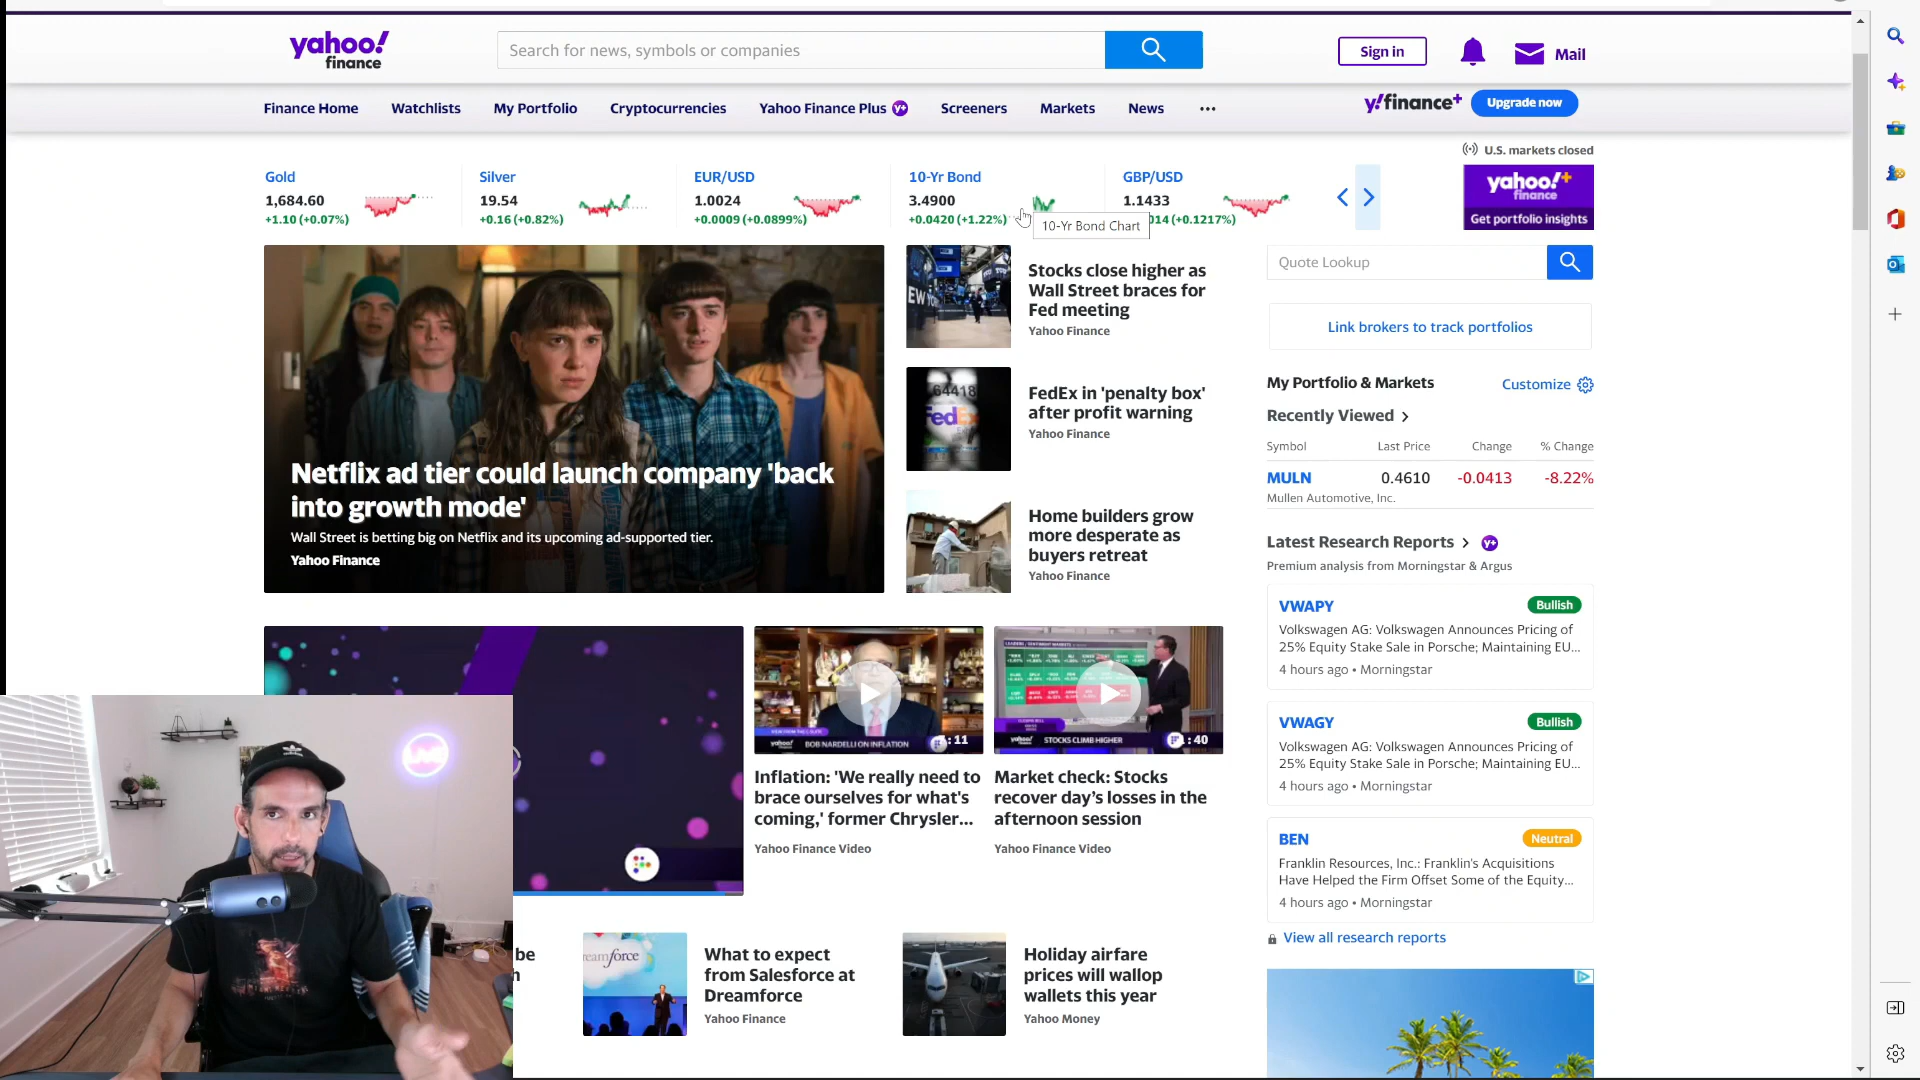 yahoo!
finance
Search for news, symbols or companies
Sign in
Mail
Finance Home
Watchlists
My Portfolio
Cryptocurrencies
Yahoo Finance Plus
Screeners
Markets
News
...
y!finance+
Upgrade now
U.S. markets closed
Gold
1,684.60
+1.10 (+0.07%)
Silver
19.54
+0.16 (+0.82%)
EUR/USD
1.0024
+0.0009 (+0.0899%)
10-Yr Bond
3.4900
+0.0420 (+1.22%)
10-Yr Bond Chart
GBP/USD
1.1433
014 (+0.1217%)
yahoo!+
finance
Get portfolio insights
Netflix ad tier could launch company 'back
into growth mode'
Wall Street is betting big on Netflix and its upcoming ad-supported tier.
Yahoo Finance
Stocks close higher as
Wall Street braces for
Fed meeting
Yahoo Finance
FedEx in 'penalty box'
after profit warning
Yahoo Finance
Home builders grow
more desperate as
buyers retreat
Yahoo Finance
Quote Lookup
Link brokers to track portfolios
My Portfolio & Markets
Customize
Recently Viewed
Symbol Last Price Change % Change
MULN 0.4610 -0.0413 -8.22%
Mullen Automotive, Inc.
Latest Research Reports
Premium analysis from Morningstar & Argus
VWAPY
Bullish
Volkswagen AG: Volkswagen Announces Pricing of
25% Equity Stake Sale in Porsche; Maintaining EU...
4 hours ago • Morningstar
VWAGY
Bullish
Volkswagen AG: Volkswagen Announces Pricing of
25% Equity Stake Sale in Porsche; Maintaining EU...
4 hours ago • Morningstar
BEN
Neutral
Franklin Resources, Inc.: Franklin's Acquisitions
Have Helped the Firm Offset Some of the Equity...
4 hours ago • Morningstar
View all research reports
BOB NARDELLI ON INFLATION
:11
Inflation: 'We really need to
brace ourselves for what's
coming,' former Chrysler...
Yahoo Finance Video
STOCKS CLIMB HIGHER
:40
Market check: Stocks
recover day's losses in the
afternoon session
Yahoo Finance Video
LIVE
be
h
What to expect
from Salesforce at
Dreamforce
Yahoo Finance
Holiday airfare
prices will wallop
wallets this year
Yahoo Money